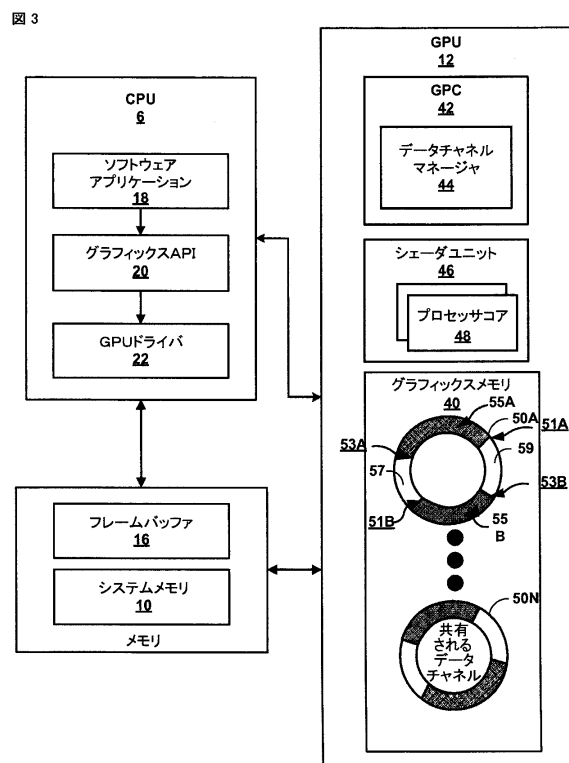 図 3
CPU
6
ソフトウェア
アプリケーション
18
グラフィックスAPI
20
GPUドライバ
22
フレームバッファ
16
システムメモリ
10
メモリ
GPU
12
GPC
42
データチャネル
マネージャ
44
シェーダユニット
46
プロセッサコア
48
グラフィックスメモリ
40
55A
50A
51A
53A
59
57
53B
51B
55
B
50N
共有
される
データ
チャネル